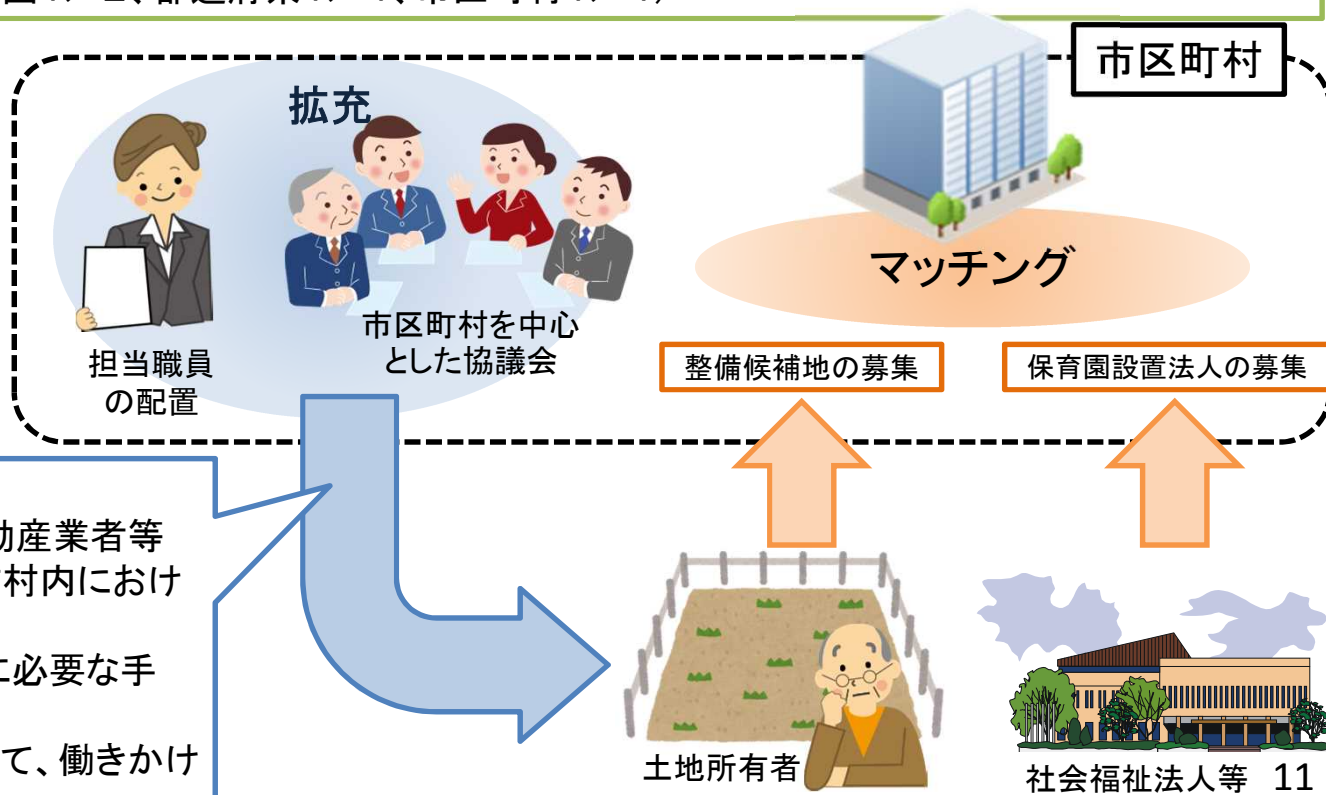 市区町村
拡充
マッチング
担当職員
の配置
市区町村を中心
とした協議会
整備候補地の募集
保育園設置法人の募集
動産業者等
村内におけ
必要な手
て、働きかけ
土地所有者
社会福祉法人等 11